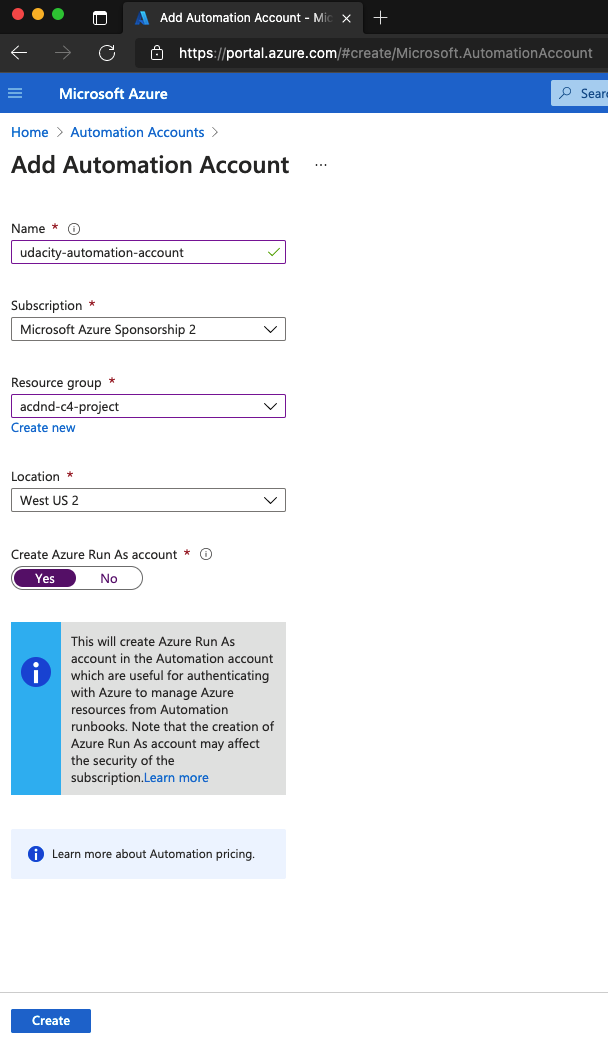 Add Automation Account - Mic
https://portal.azure.com/#create/Microsoft.AutomationAccount
Microsoft Azure
Sear
Home > Automation Accounts >
Add Automation Account ...
Name *
udacity-automation-account
Subscription *
Microsoft Azure Sponsorship 2
Resource group *
acdnd-c4-project
Create new
Location *
West US 2
Create Azure Run As account *
Yes No
This will create Azure Run As
account in the Automation account
which are useful for authenticating
with Azure to manage Azure
resources from Automation
runbooks. Note that the creation of
Azure Run As account may affect
the security of the
subscription.Learn more
Learn more about Automation pricing.
Create